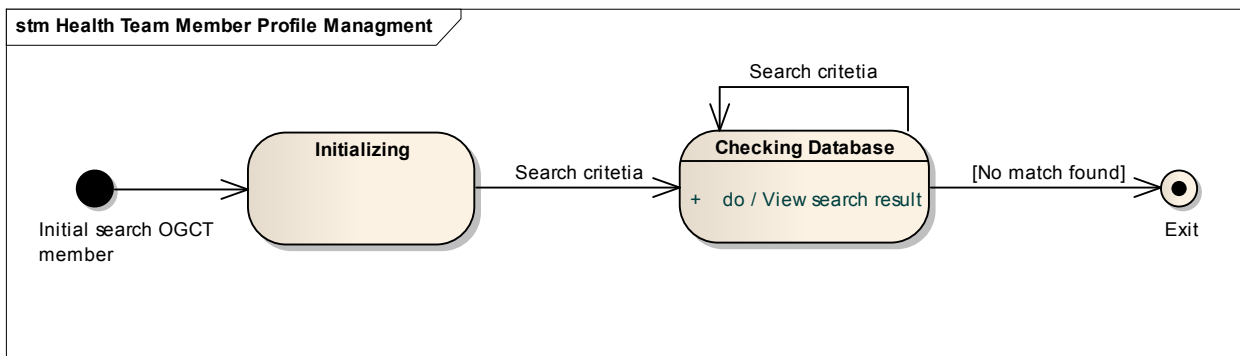 stm Health Team Member Profile Managment
Search critetia
Initializing
Checking Database
Search critetia
[No match found]
+ do / View search result
Initial search OGCT
member
Exit